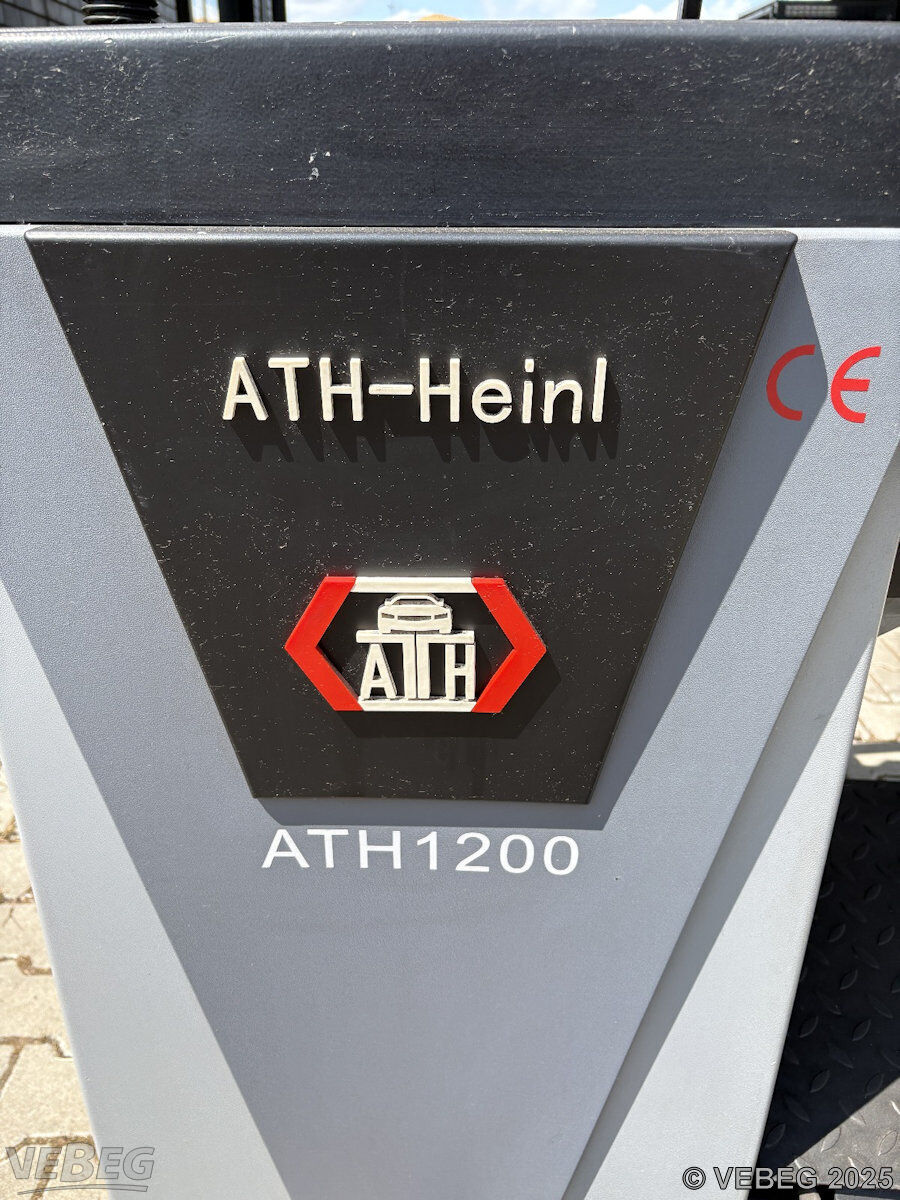 ATH-Heinl
CE
ATH
ATH1200
VEBEG
© VEBEG 2025